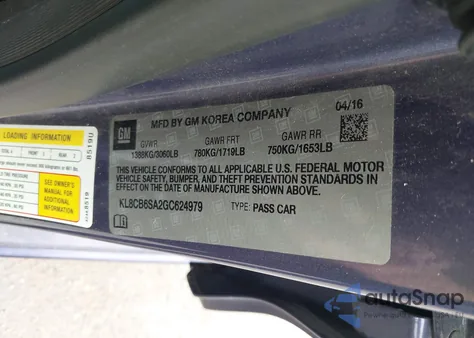 GM
MFD BY GM KOREA COMPANY
04/16
GVWR
GAWR FRT
GAWR RR
1388KG/3060LB
780KG/1719LB
750KG/1653LB
THIS VEHICLE CONFORMS TO ALL APPLICABLE U.S. FEDERAL MOTOR
VEHICLE SAFETY, BUMPER, AND THEFT PREVENTION STANDARDS IN
EFFECT ON THE DATE OF MANUFACTURE SHOWN ABOVE.
KL8CB6SA2GC624979
TYPE: PASS CAR
LOADING INFORMATION
SEE OWNER'S
MANUAL FOR
ADDITIONAL
INFORMATION
8519U
autoSnap